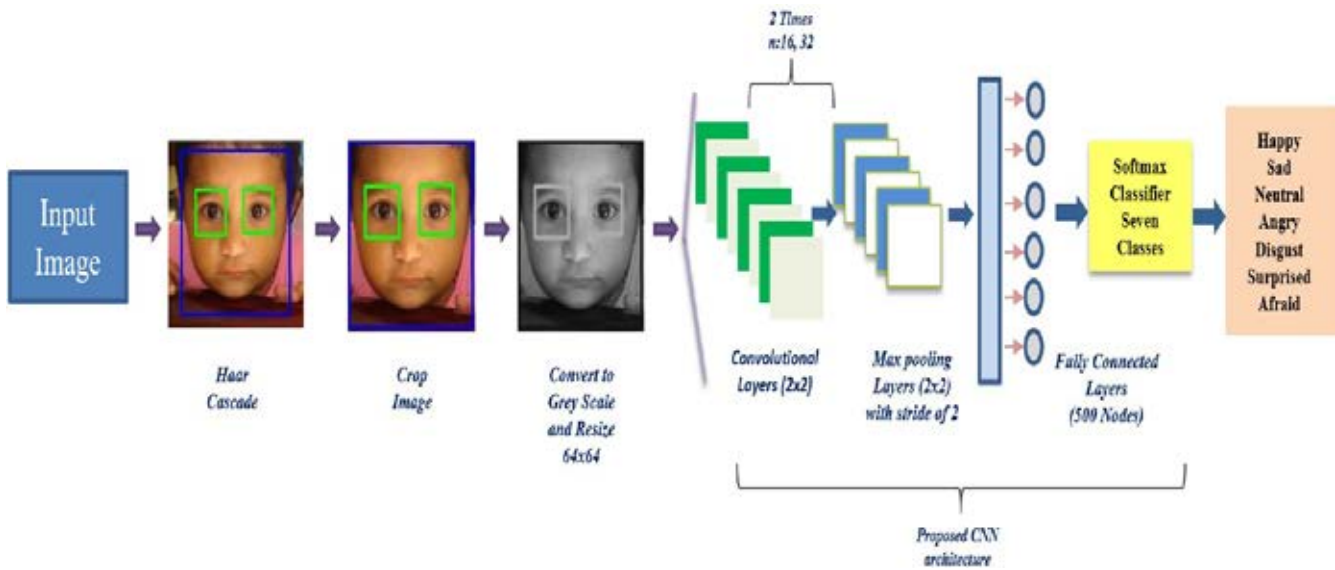 2 Times
n:16, 32
Input
Image
Haar
Cascade
Crop
Image
Convert to
Grey Scale
and Resize
64x64
Convolutional
Layers (2x2)
Max pooling
Layers (2x2)
with stride of 2
Fully Connected
Layers
(500 Nodes)
Softmax
Classifier
Seven
Classes
Happy
Sad
Neutral
Angry
Disgust
Surprised
Afraid
Proposed CNN
architecture